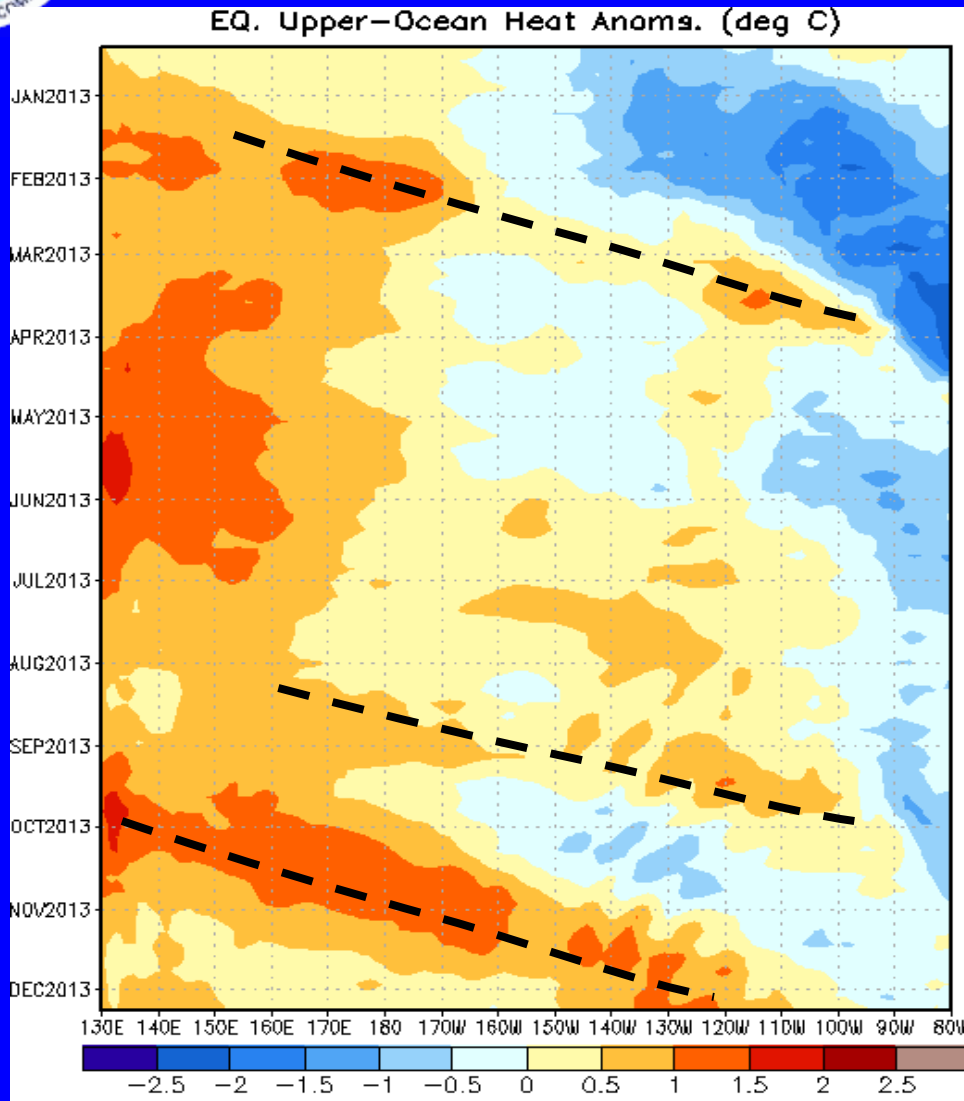 EQ. Upper-Ocean Heat Anoms. (deg C)
JAN2013
FEB2013
MAR2013
APR2013
MAY2013
JUN2013
JUL2013
AUG2013
SEP2013
OCT2013
NOV2013
DEC2013
130E 140E 150E 160E 170E 180 170W 160W 150W 140W 130W 120W 110W 100W 90W 80W
-2.5 -2 -1.5 -1 -0.5 0 0.5 1 1.5 2 2.5